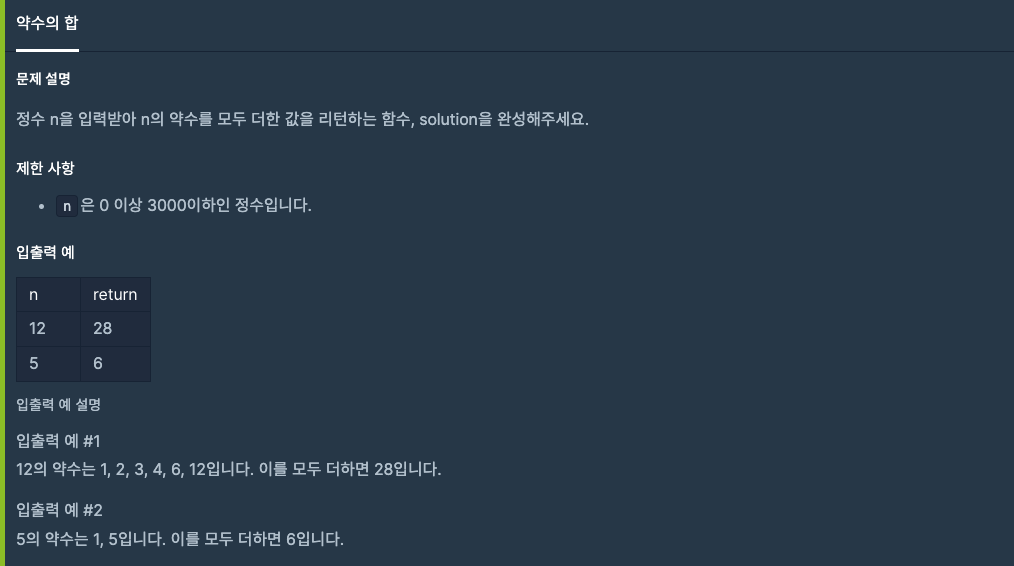 약수의 합
문제 설명
정수 n을 입력받아 n의 약수를 모두 더한 값을 리턴하는 함수, solution을 완성해주세요.
제한 사항
• n 은 0 이상 3000이하인 정수입니다.
입출력 예
n return
12 28
5 6
입출력 예 설명
입출력 예 #1
12의 약수는 1, 2, 3, 4, 6, 12입니다. 이를 모두 더하면 28입니다.
입출력 예 #2
5의 약수는 1, 5입니다. 이를 모두 더하면 6입니다.